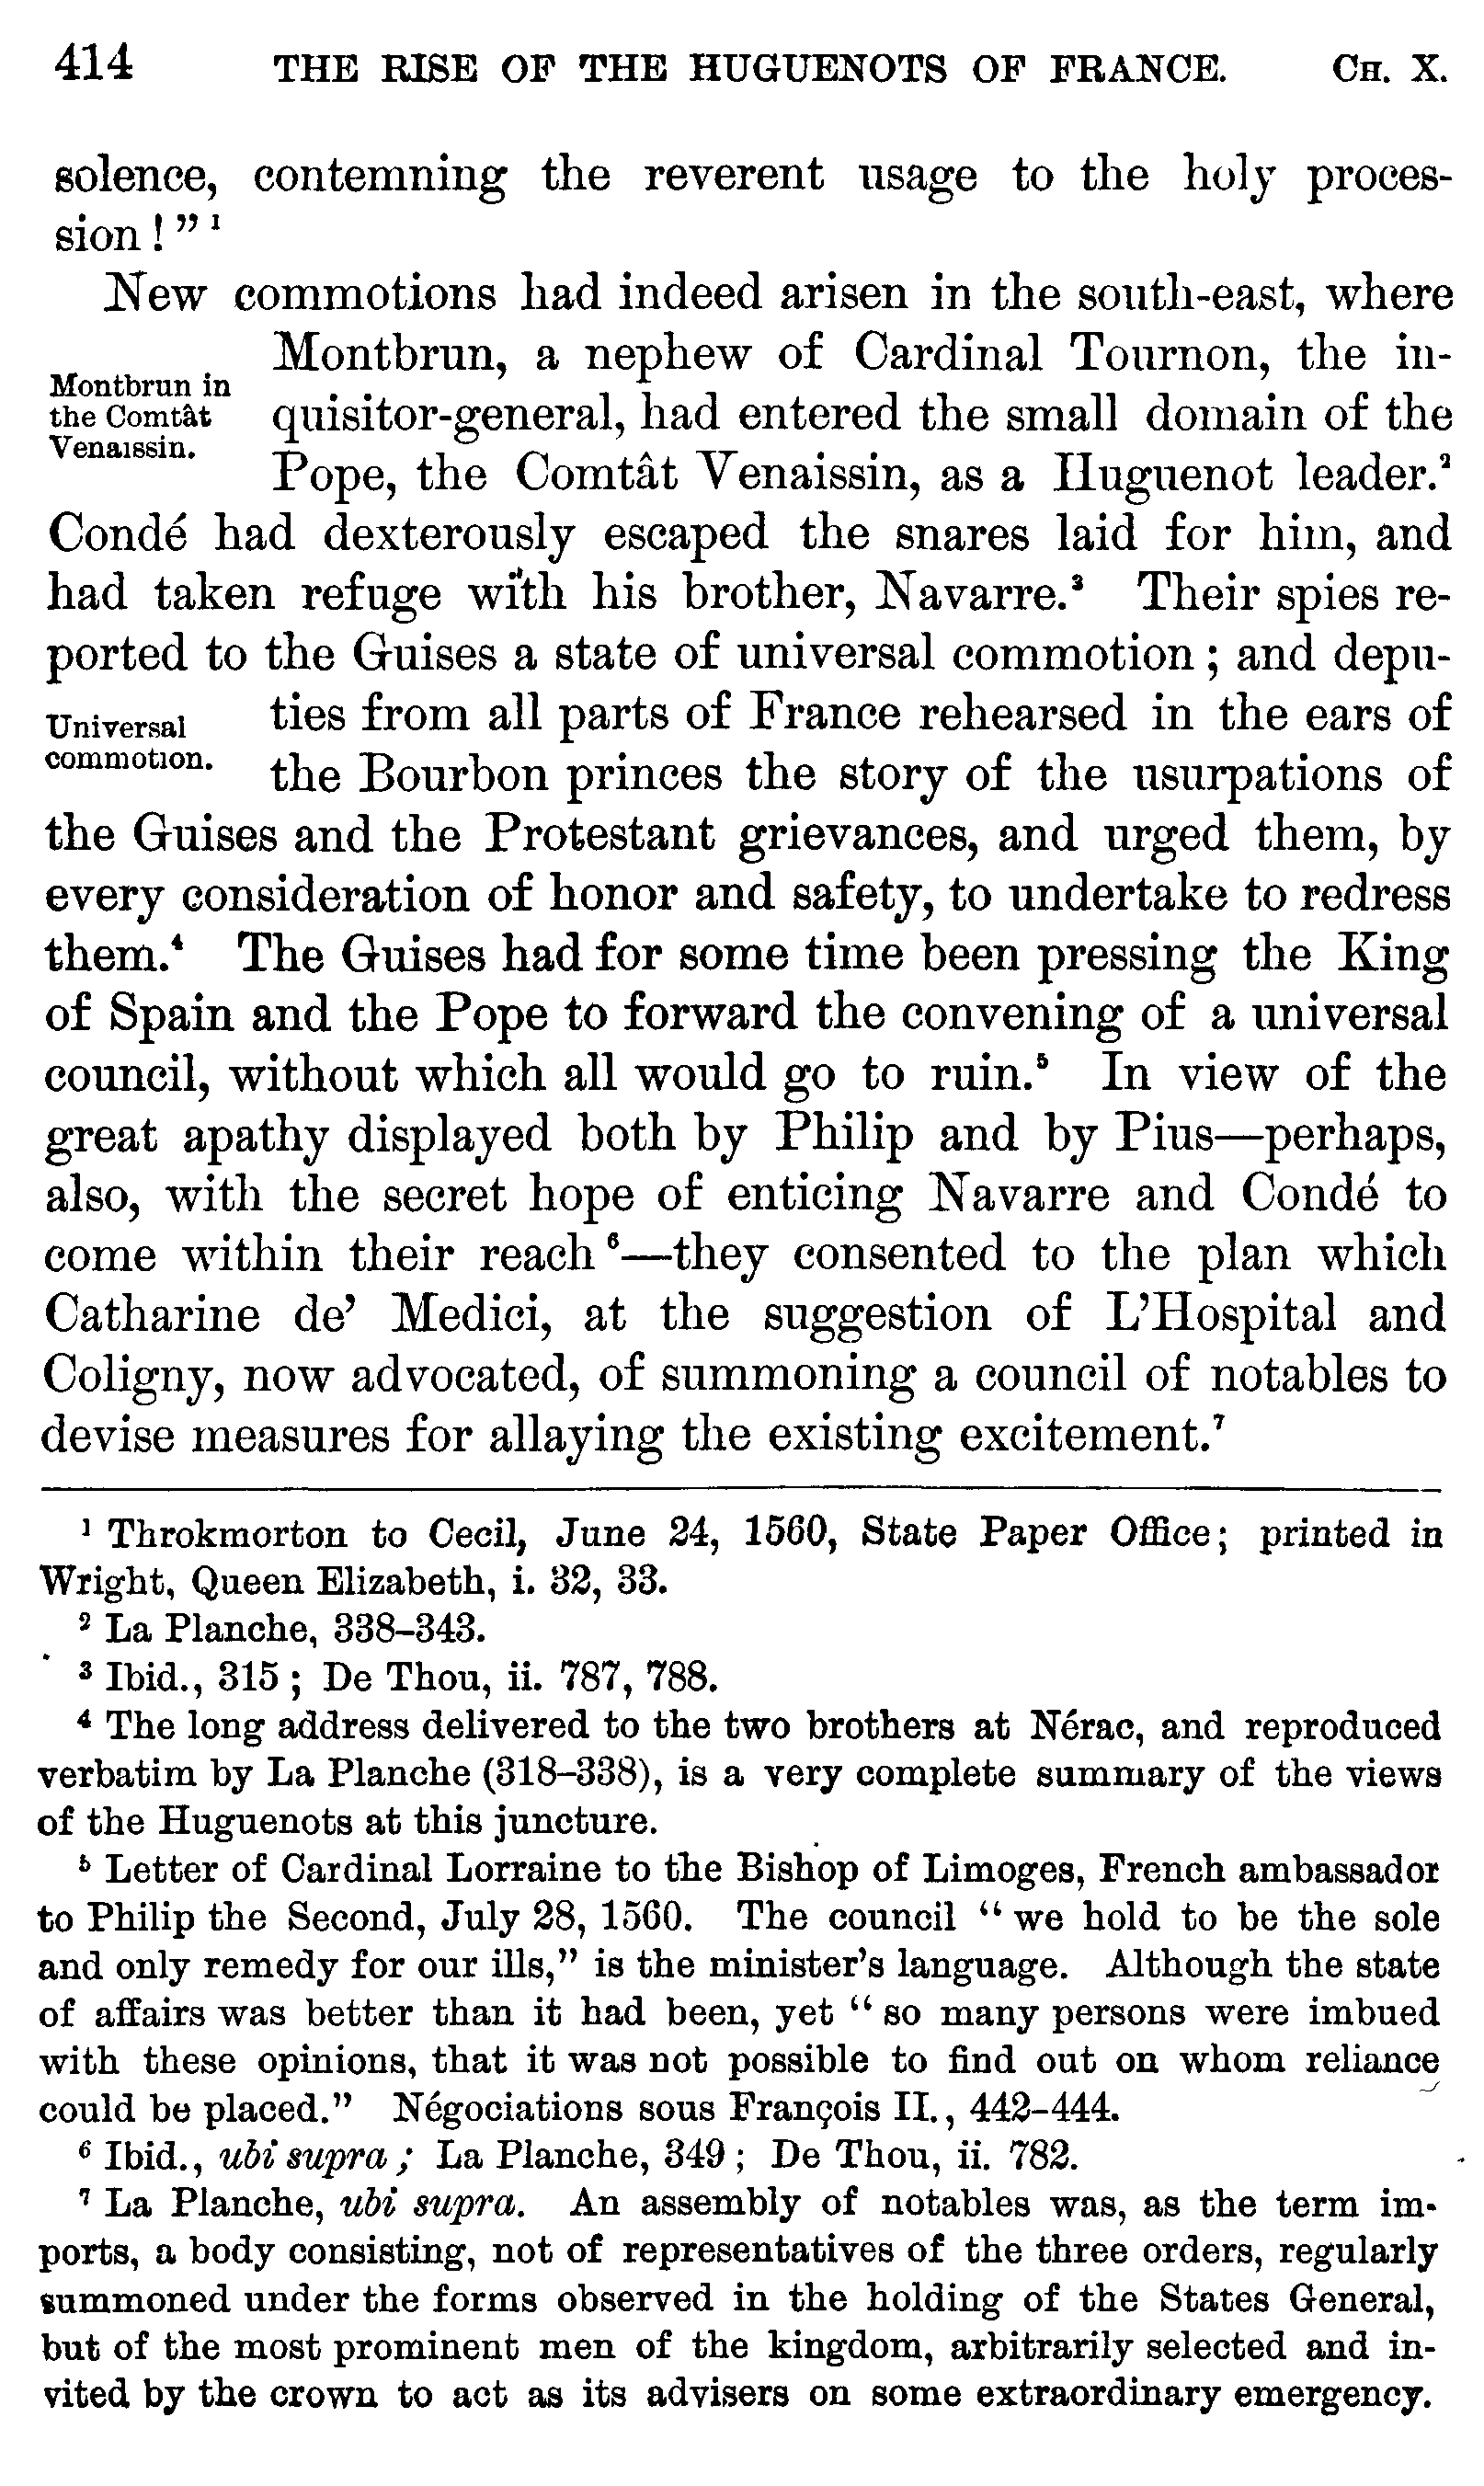 414 THE RISE OF THE HUGUENOTS OF FRANCE. CH. X.
solence, contemning the reverent usage to the holy proces-
sion!" ¹
New commotions had indeed arisen in the south-east, where
Montbrun, a nephew of Cardinal Tournon, the in-
Montbrun in
the Comtât
Venaissin.
quisitor-general, had entered the small domain of the
Pope, the Comtât Venaissin, as a Huguenot leader.²
Condé had dexterously escaped the snares laid for him, and
had taken refuge with his brother, Navarre.³ Their spies re-
ported to the Guises a state of universal commotion; and depu-
Universal
commotion.
ties from all parts of France rehearsed in the ears of
the Bourbon princes the story of the usurpations of
the Guises and the Protestant grievances, and urged them, by
every consideration of honor and safety, to undertake to redress
them.⁴ The Guises had for some time been pressing the King
of Spain and the Pope to forward the convening of a universal
council, without which all would go to ruin.⁵ In view of the
great apathy displayed both by Philip and by Pius—perhaps,
also, with the secret hope of enticing Navarre and Condé to
come within their reach ⁶—they consented to the plan which
Catharine de' Medici, at the suggestion of L'Hospital and
Coligny, now advocated, of summoning a council of notables to
devise measures for allaying the existing excitement.⁷
¹ Throkmorton to Cecil, June 24, 1560, State Paper Office; printed in
Wright, Queen Elizabeth, i. 32, 33.
² La Planche, 338–343.
³ Ibid., 315; De Thou, ii. 787, 788.
⁴ The long address delivered to the two brothers at Nérac, and reproduced
verbatim by La Planche (318–338), is a very complete summary of the views
of the Huguenots at this juncture.
⁵ Letter of Cardinal Lorraine to the Bishop of Limoges, French ambassador
to Philip the Second, July 28, 1560. The council "we hold to be the sole
and only remedy for our ills," is the minister's language. Although the state
of affairs was better than it had been, yet "so many persons were imbued
with these opinions, that it was not possible to find out on whom reliance
could be placed." Négociations sous François II., 442–444.
⁶ Ibid., ubi supra; La Planche, 349; De Thou, ii. 782.
⁷ La Planche, ubi supra. An assembly of notables was, as the term im-
ports, a body consisting, not of representatives of the three orders, regularly
summoned under the forms observed in the holding of the States General,
but of the most prominent men of the kingdom, arbitrarily selected and in-
vited by the crown to act as its advisers on some extraordinary emergency.